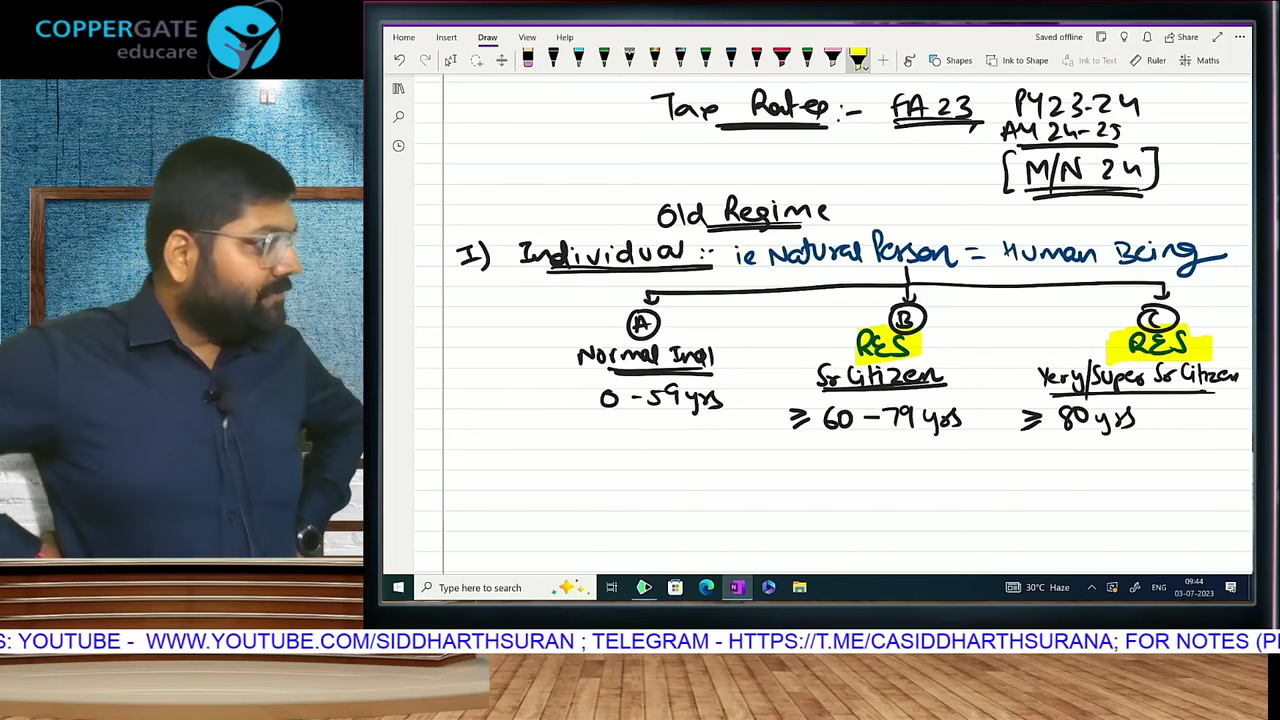 COPPERGATE
educare
Home Insert Draw View Help
Saved offline
Share
Shapes
Ink to Shape
Ink to Text
Ruler
Maths
Tax Rates :- FA 23 PY 23-24
AY 24-25
[M/N 24]
Old Regime
I) Individual :- ie Natural Person = Human Being
A B C
RES RES
Normal Indl Sr Citizen Very/Super Sr Citizen
0 - 59 yrs ≥ 60 - 79 yrs ≥ 80 yrs
Type here to search
30°C Haze
ENG
09:44
03-07-2023
S: YOUTUBE - WWW.YOUTUBE.COM/SIDDHARTHSURAN ; TELEGRAM - HTTPS://T.ME/CASIDDHARTHSURANA; FOR NOTES (P